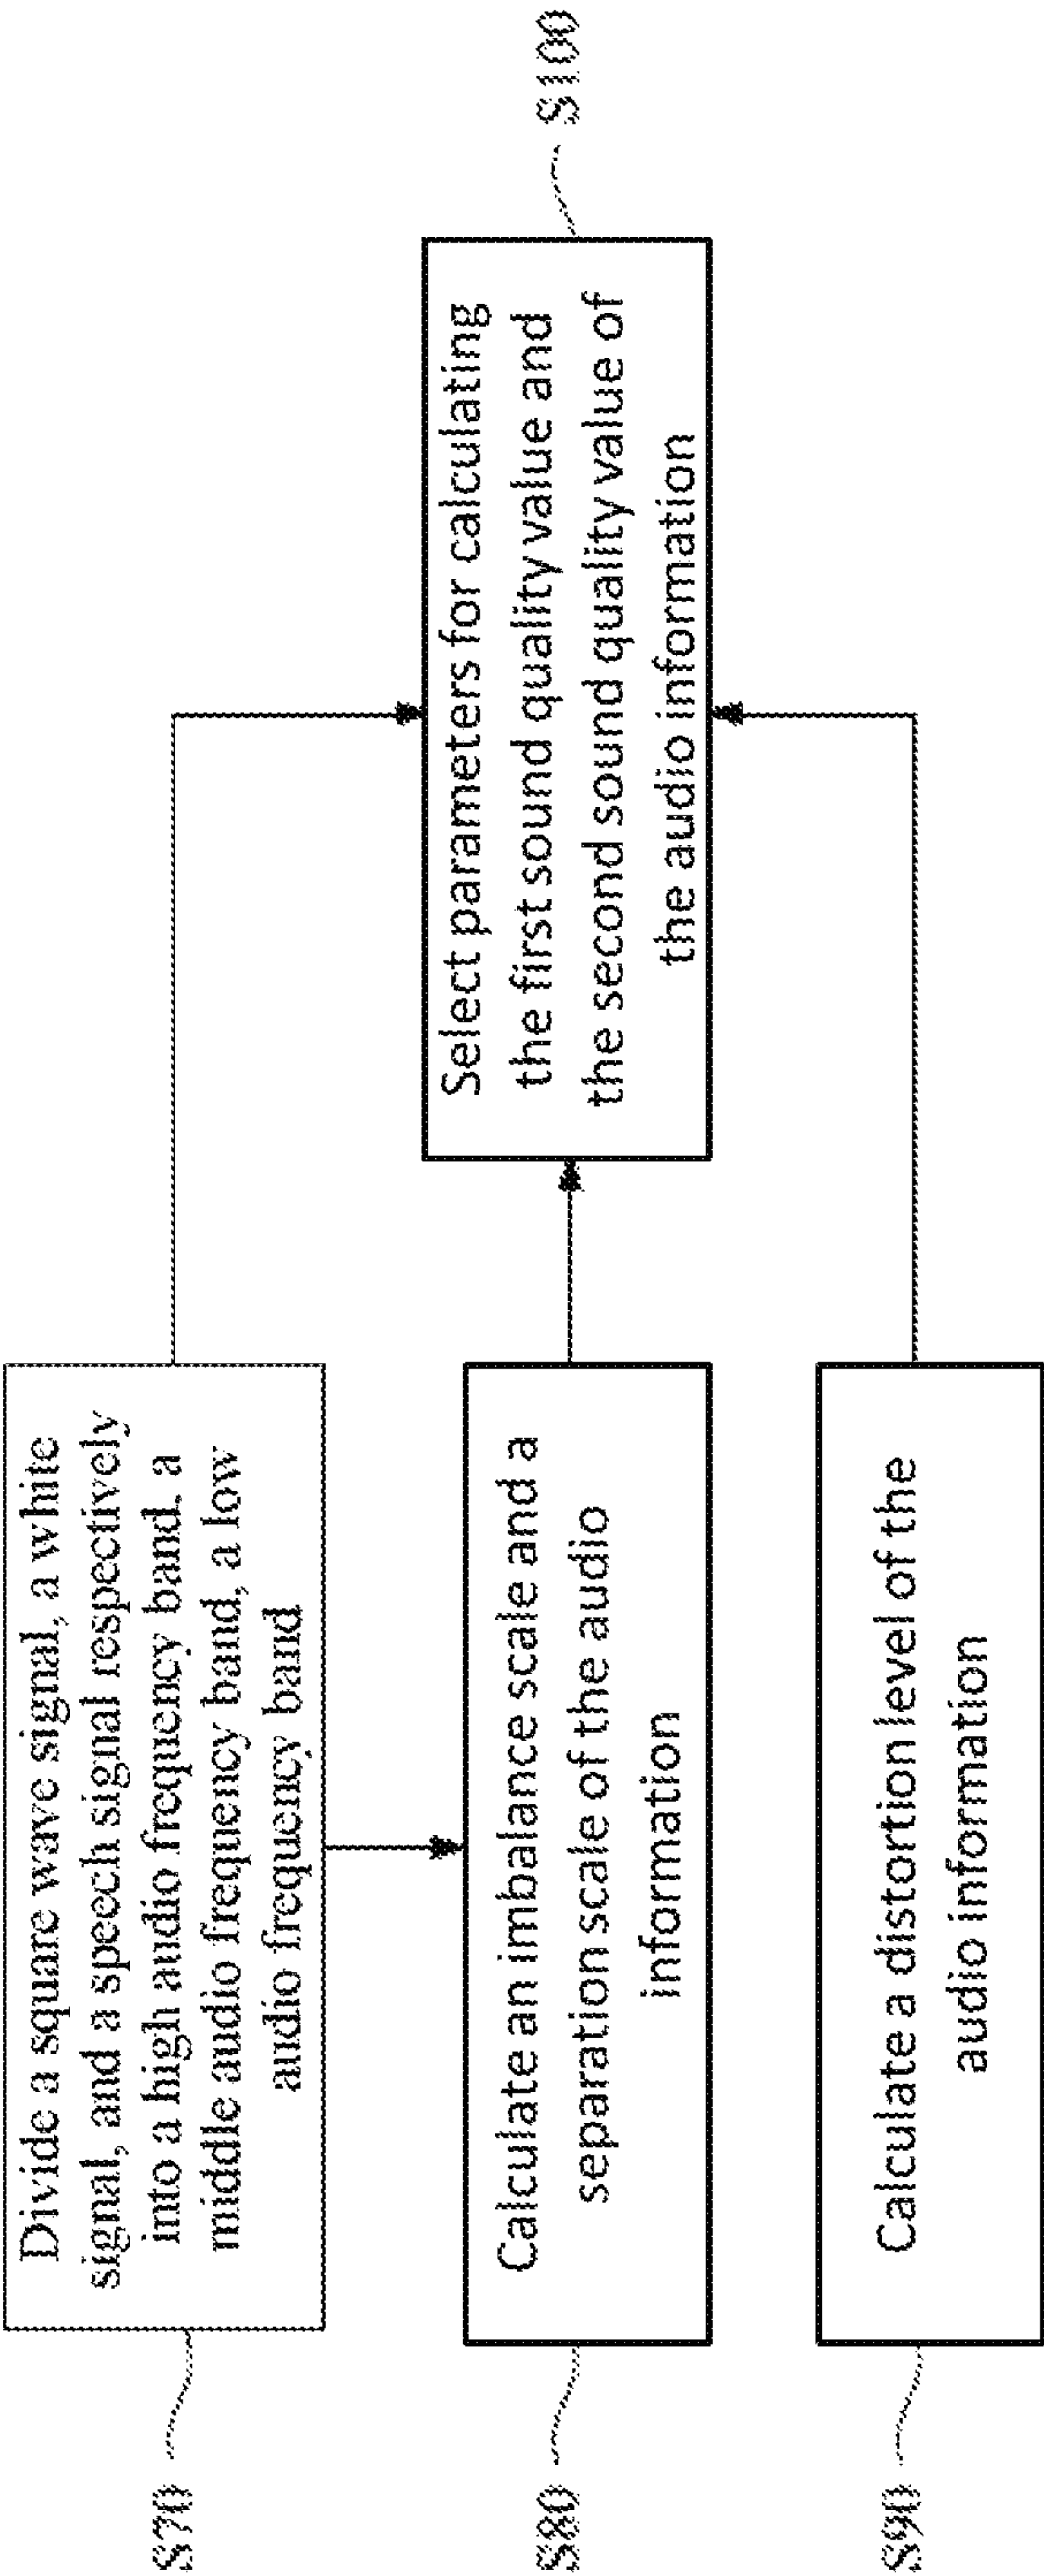 S70
Divide a square wave signal, a white
signal, and a speech signal respectively
into a high audio frequency band, a
middle audio frequency band, a low
audio frequency band
S80
Calculate an imbalance scale and a
separation scale of the audio
information
S90
Calculate a distortion level of the
audio information
Select parameters for calculating
the first sound quality value and
the second sound quality value of
the audio information
S100